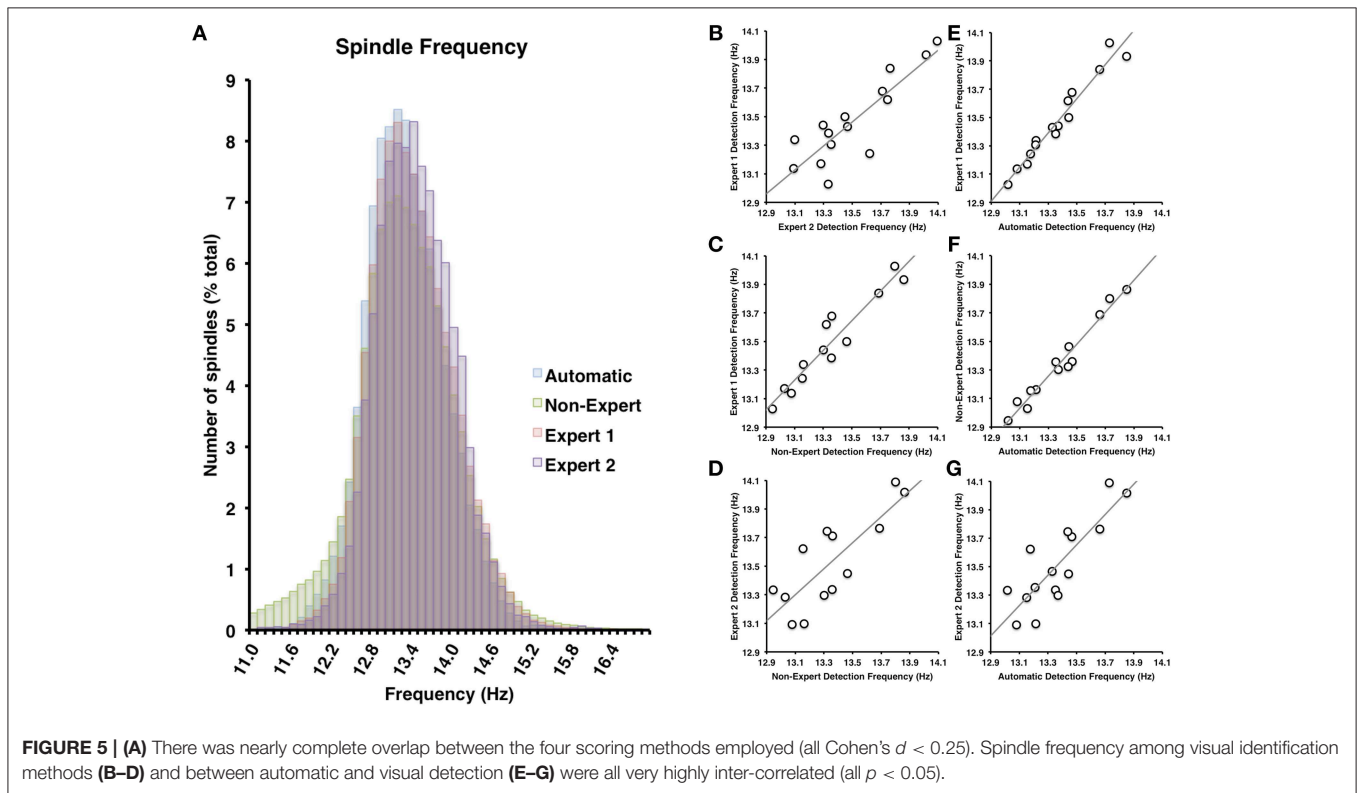 A
Spindle Frequency
Number of spindles (% total)
9
8
7
6
5
4
3
2
1
0
11.0
11.6
12.2
12.8
13.4
14.0
14.6
15.2
15.8
16.4
Frequency (Hz)
Automatic
Non-Expert
Expert 1
Expert 2
B
Expert 1 Detection Frequency (Hz)
14.1
13.9
13.7
13.5
13.3
13.1
12.9
12.9 13.1 13.3 13.5 13.7 13.9 14.1
Expert 2 Detection Frequency (Hz)
E
Expert 1 Detection Frequency (Hz)
14.1
13.9
13.7
13.5
13.3
13.1
12.9
12.9 13.1 13.3 13.5 13.7 13.9 14.1
Automatic Detection Frequency (Hz)
C
Expert 1 Detection Frequency (Hz)
14.1
13.9
13.7
13.5
13.3
13.1
12.9
12.9 13.1 13.3 13.5 13.7 13.9 14.1
Non-Expert Detection Frequency (Hz)
F
Non-Expert Detection Frequency (Hz)
14.1
13.9
13.7
13.5
13.3
13.1
12.9
12.9 13.1 13.3 13.5 13.7 13.9 14.1
Automatic Detection Frequency (Hz)
D
Expert 2 Detection Frequency (Hz)
14.1
13.9
13.7
13.5
13.3
13.1
12.9
12.9 13.1 13.3 13.5 13.7 13.9 14.1
Non-Expert Detection Frequency (Hz)
G
Expert 2 Detection Frequency (Hz)
14.1
13.9
13.7
13.5
13.3
13.1
12.9
12.9 13.1 13.3 13.5 13.7 13.9 14.1
Automatic Detection Frequency (Hz)
FIGURE 5 | (A) There was nearly complete overlap between the four scoring methods employed (all Cohen's d < 0.25). Spindle frequency among visual identification
methods (B–D) and between automatic and visual detection (E–G) were all very highly inter-correlated (all p < 0.05).